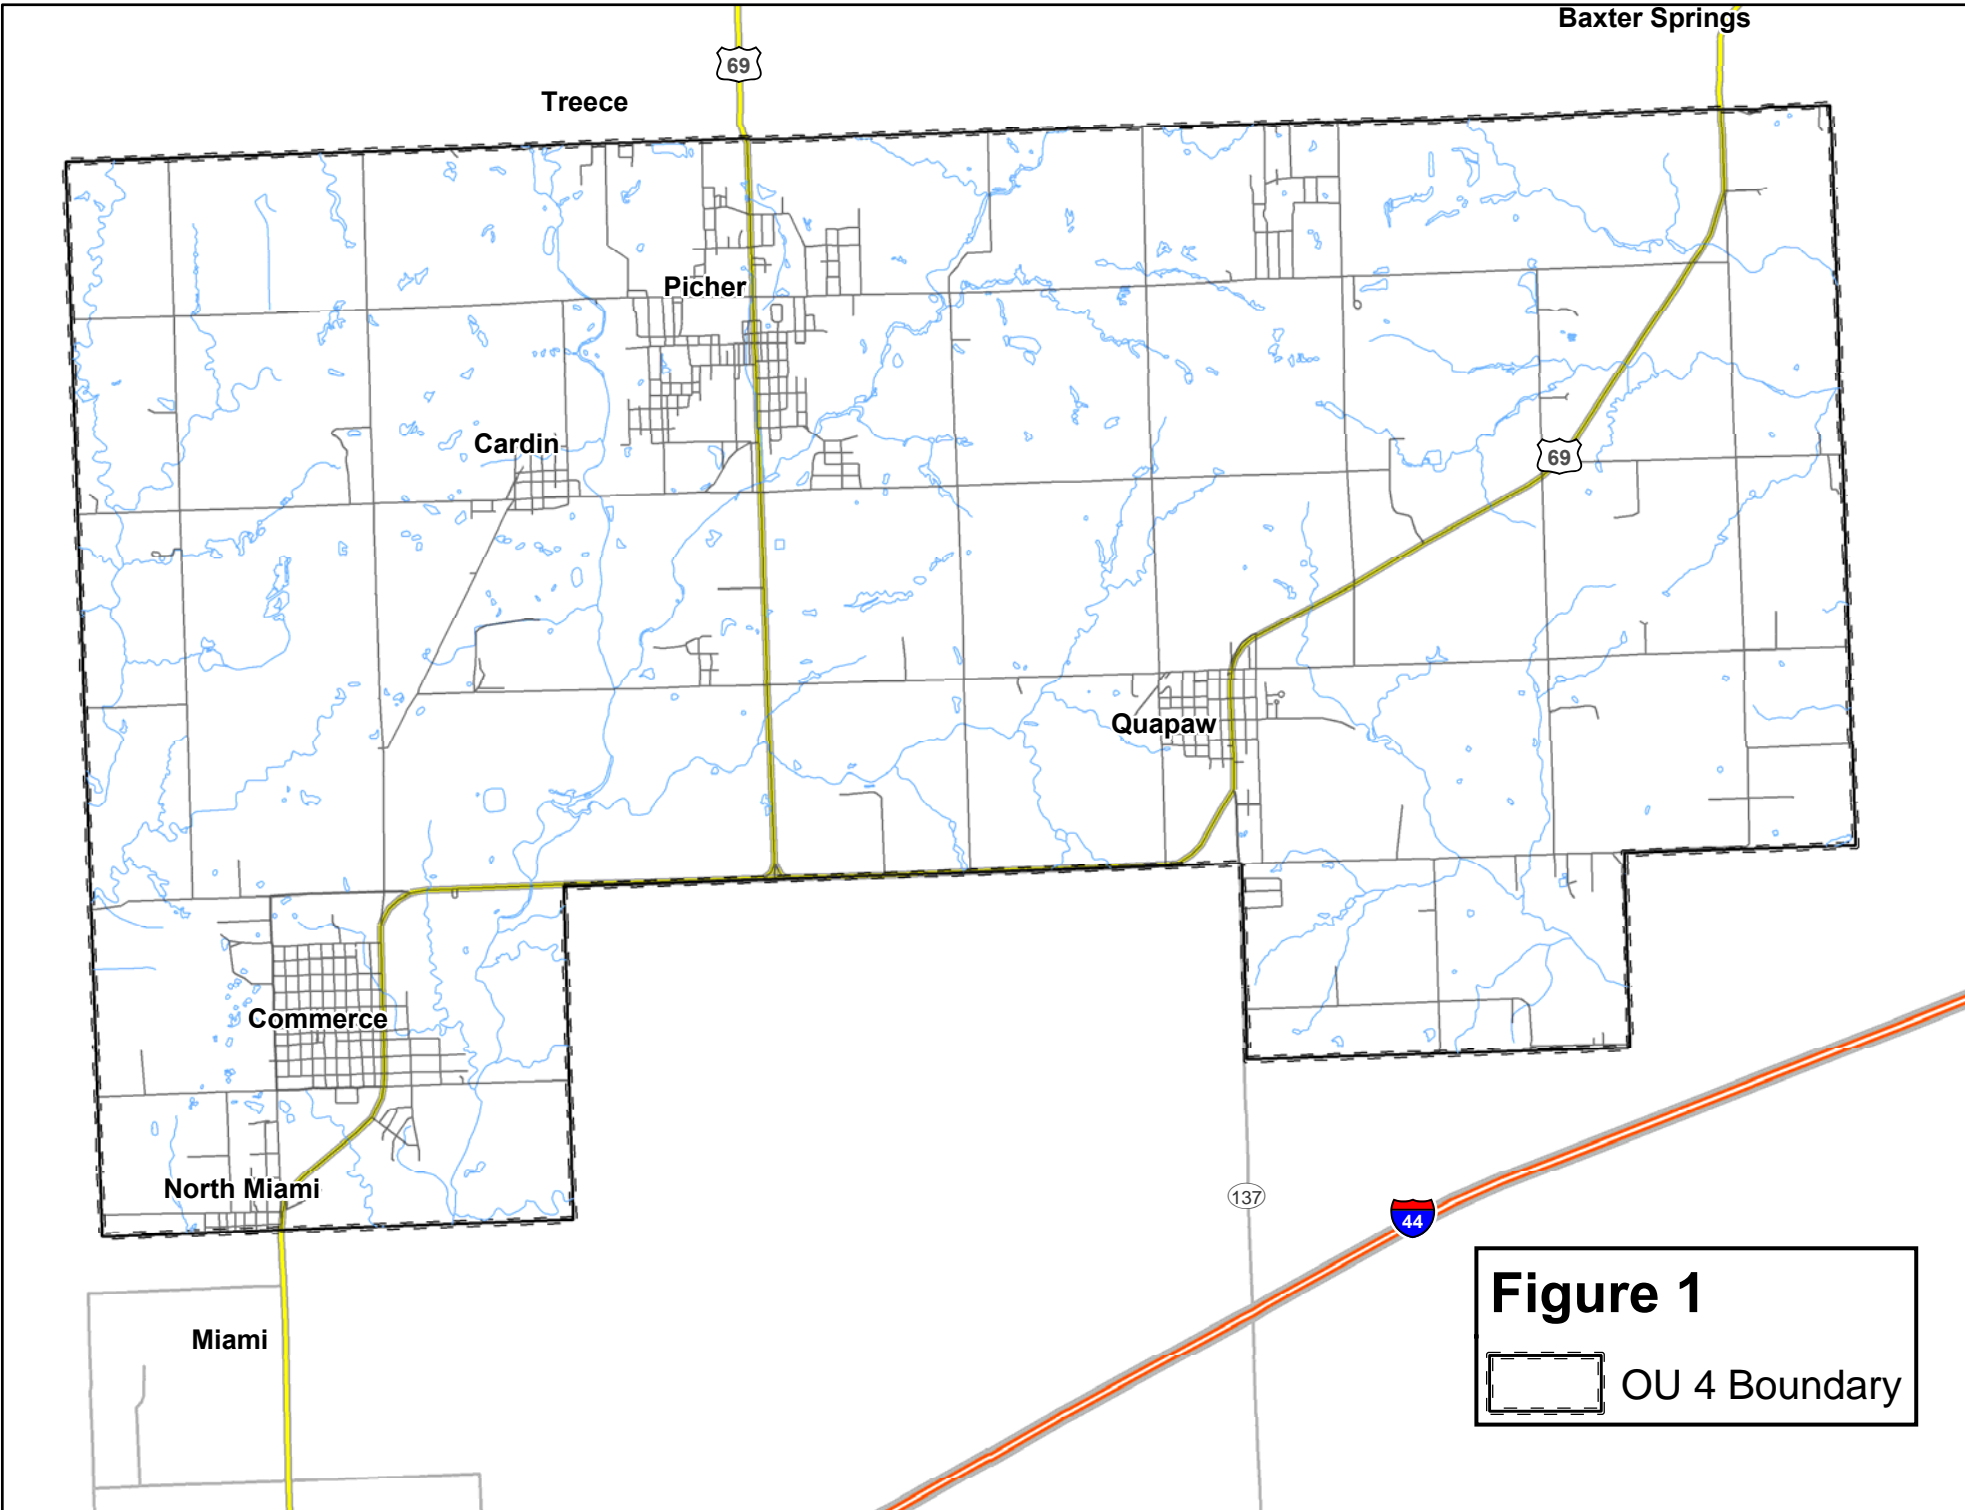 Baxter Springs
69
Treece
Picher
Cardin
69
Quapaw
Commerce
North Miami
137
44
Miami
Figure 1
OU 4 Boundary